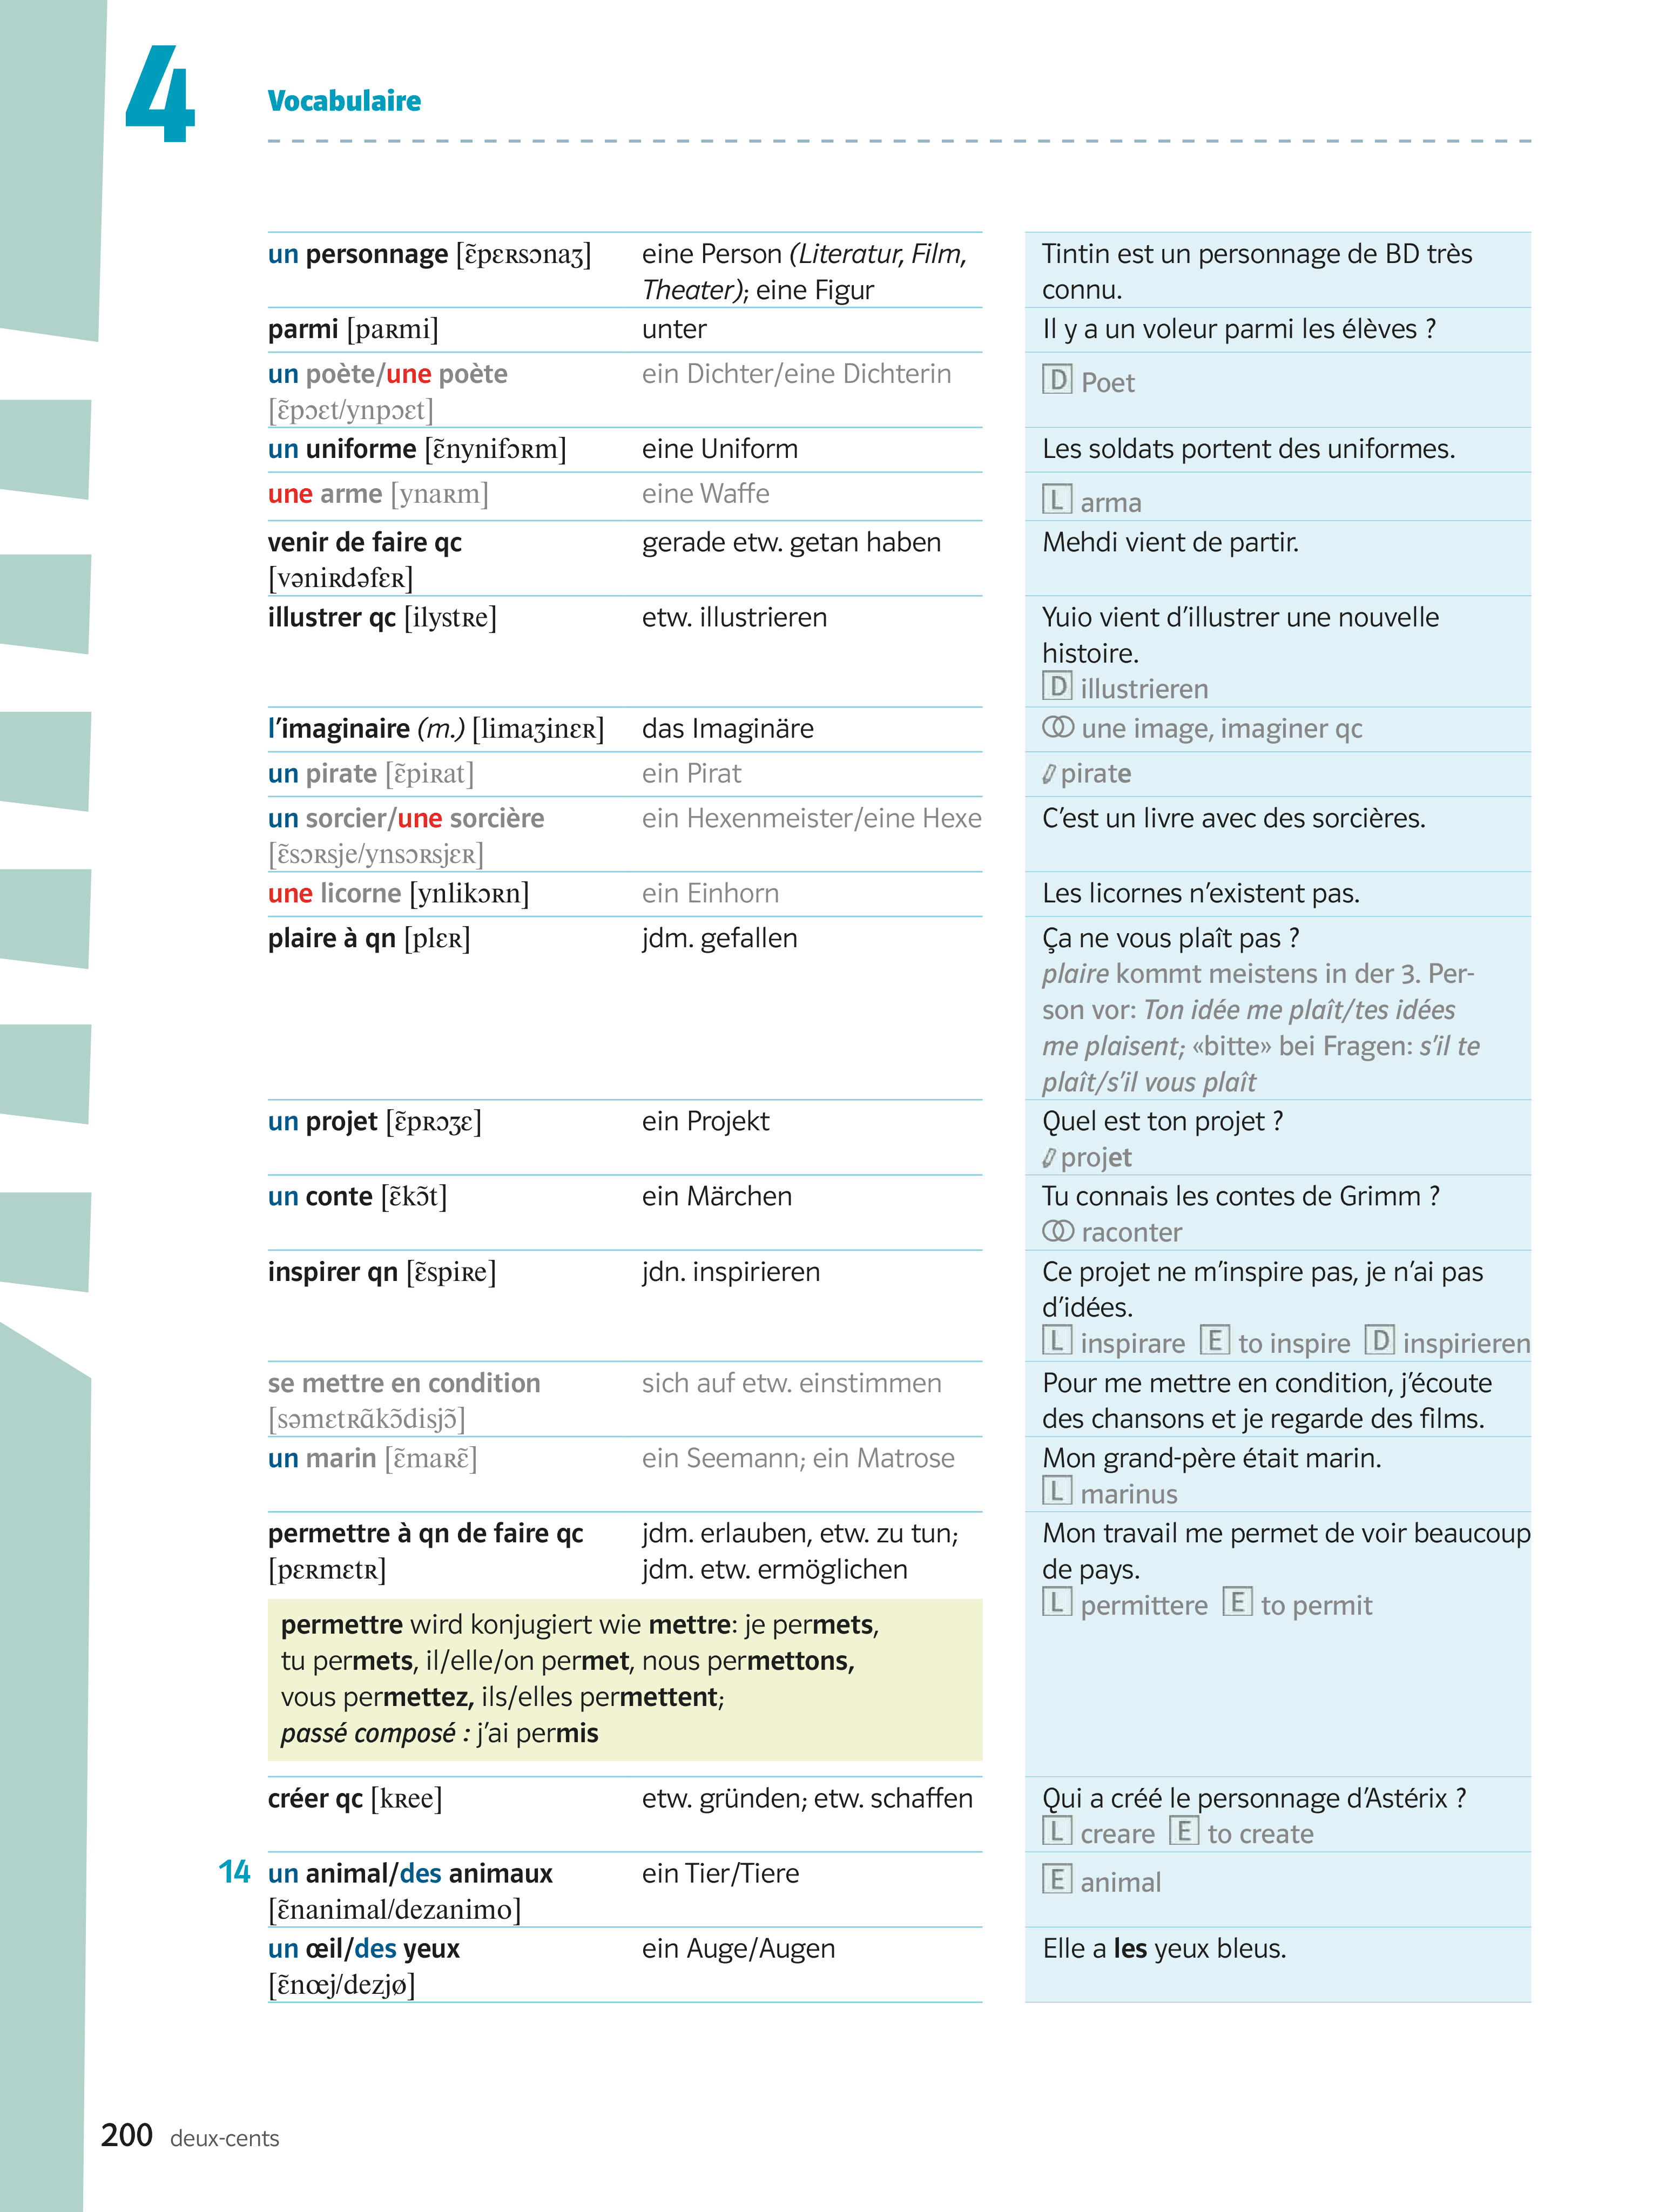 4
Vocabulaire
un personnage [ɛ̃pɛʀsɔnaʒ] eine Person (Literatur, Film, Tintin est un personnage de BD très
Theater); eine Figur connu.
parmi [paʀmi] unter Il y a un voleur parmi les élèves ?
un poète/une poète ein Dichter/eine Dichterin D Poet
[ɛ̃pɔɛt/ynpɔɛt]
un uniforme [ɛ̃nynifɔʀm] eine Uniform Les soldats portent des uniformes.
une arme [ynaʀm] eine Waffe L arma
venir de faire qc gerade etw. getan haben Mehdi vient de partir.
[vəniʀdəfɛʀ]
illustrer qc [ilystʀe] etw. illustrieren Yuio vient d’illustrer une nouvelle
histoire.
D illustrieren
l’imaginaire (m.) [limaʒinɛʀ] das Imaginäre une image, imaginer qc
un pirate [ɛ̃piʀat] ein Pirat pirate
un sorcier/une sorcière ein Hexenmeister/eine Hexe C’est un livre avec des sorcières.
[ɛ̃sɔʀsje/ynsɔʀsjɛʀ]
une licorne [ynlikɔʀn] ein Einhorn Les licornes n’existent pas.
plaire à qn [plɛʀ] jdm. gefallen Ça ne vous plaît pas ?
plaire kommt meistens in der 3. Per-
son vor: Ton idée me plaît/tes idées
me plaisent; «bitte» bei Fragen: s’il te
plaît/s’il vous plaît
un projet [ɛ̃pʀɔʒɛ] ein Projekt Quel est ton projet ?
projet
un conte [ɛ̃kɔ̃t] ein Märchen Tu connais les contes de Grimm ?
raconter
inspirer qn [ɛ̃spiʀe] jdn. inspirieren Ce projet ne m’inspire pas, je n’ai pas
d’idées.
L inspirare E to inspire D inspirieren
se mettre en condition sich auf etw. einstimmen Pour me mettre en condition, j’écoute
[səmɛtʀɑ̃kɔ̃disjɔ̃] des chansons et je regarde des films.
un marin [ɛ̃maʀɛ̃] ein Seemann; ein Matrose Mon grand-père était marin.
L marinus
permettre à qn de faire qc jdm. erlauben, etw. zu tun; Mon travail me permet de voir beaucoup
[pɛʀmɛtʀ] jdm. etw. ermöglichen de pays.
L permittere E to permit
permettre wird konjugiert wie mettre: je permets,
tu permets, il/elle/on permet, nous permettons,
vous permettez, ils/elles permettent;
passé composé : j’ai permis
créer qc [kʀee] etw. gründen; etw. schaffen Qui a créé le personnage d’Astérix ?
L creare E to create
14 un animal/des animaux ein Tier/Tiere E animal
[ɛ̃nanimal/dezanimo]
un œil/des yeux ein Auge/Augen Elle a les yeux bleus.
[ɛ̃nœj/dezjø]
200 deux-cents